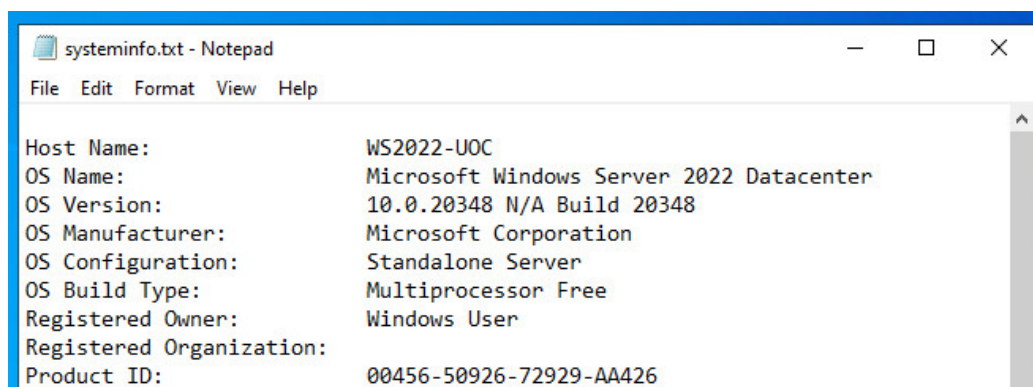 systeminfo.txt - Notepad
File Edit Format View Help
Host Name: WS2022-UOC
OS Name: Microsoft Windows Server 2022 Datacenter
OS Version: 10.0.20348 N/A Build 20348
OS Manufacturer: Microsoft Corporation
OS Configuration: Standalone Server
OS Build Type: Multiprocessor Free
Registered Owner: Windows User
Registered Organization:
Product ID: 00456-50926-72929-AA426